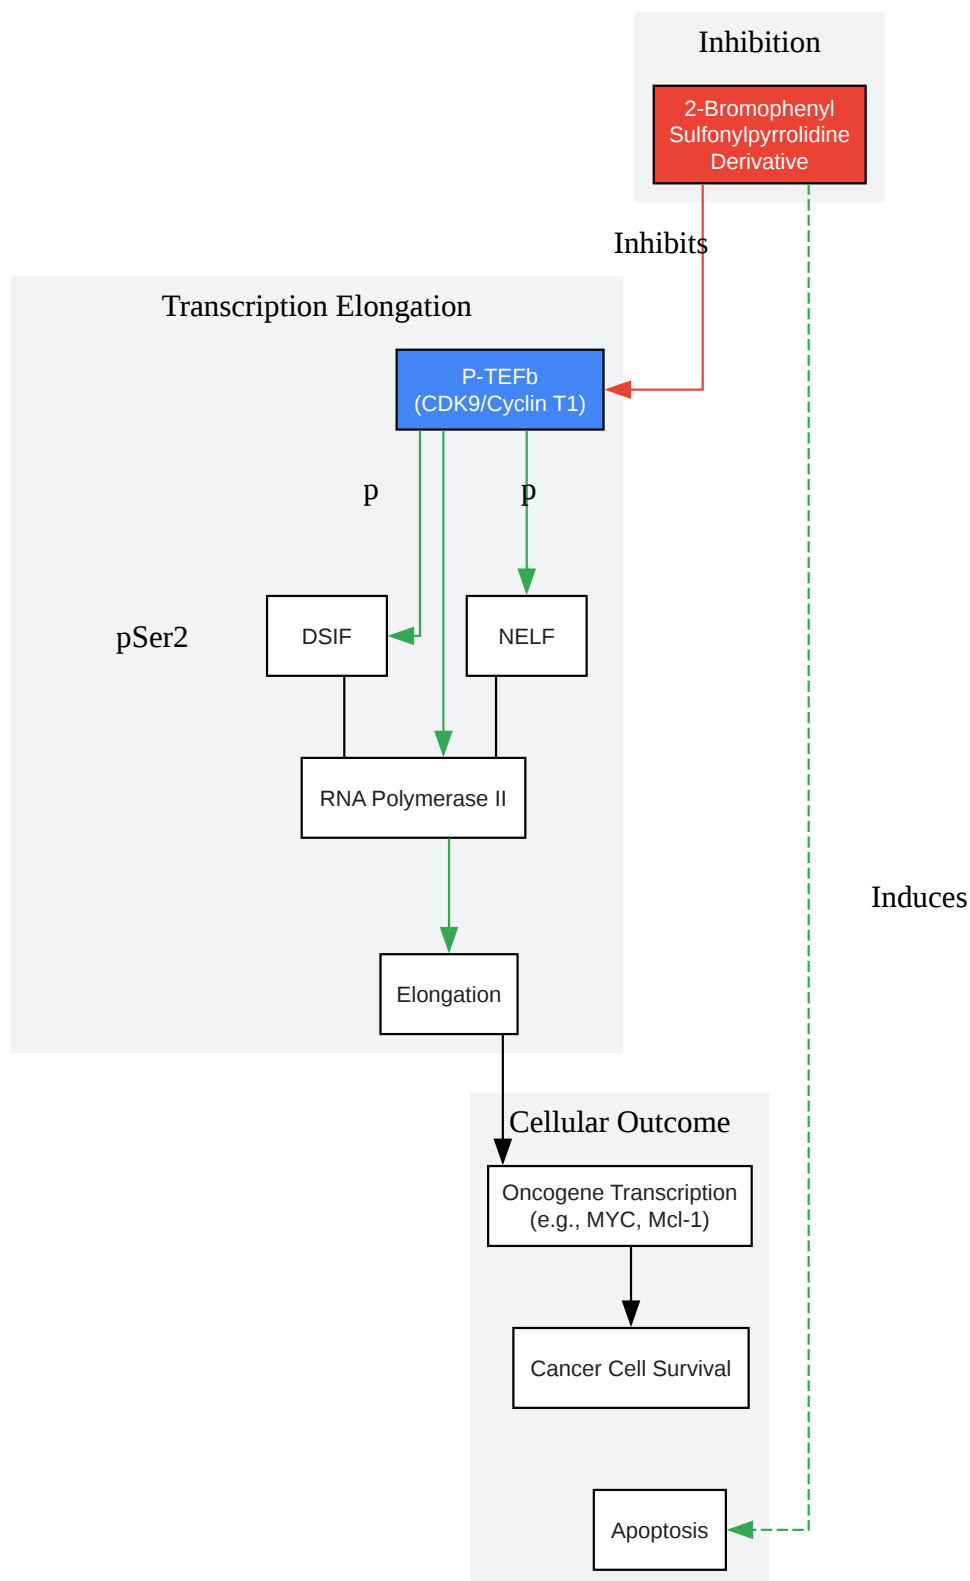 Inhibition
2-Bromophenyl
Sulfonylpyrrolidine
Derivative
Inhibits
Transcription Elongation
P-TEFb
(CDK9/Cyclin T1)
p
p
pSer2
DSIF
NELF
RNA Polymerase II
Induces
Elongation
Cellular Outcome
Oncogene Transcription
(e.g., MYC, Mcl-1)
Cancer Cell Survival
Apoptosis